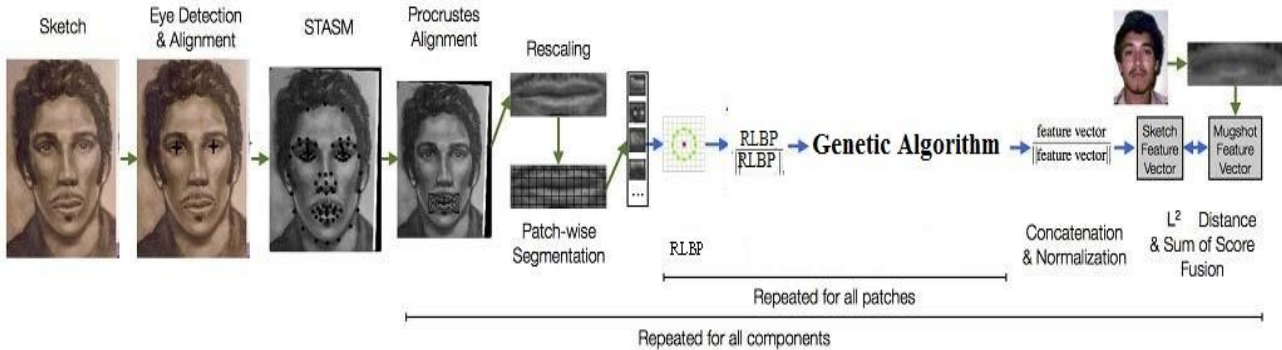 Sketch
Eye Detection
& Alignment
STASM
Procrustes
Alignment
Rescaling
Patch-wise
Segmentation
...
RLBP
RLBP
||RLBP||
Genetic Algorithm
feature vector
||feature vector||
Sketch
Feature
Vector
Mugshot
Feature
Vector
Concatenation
& Normalization
L² Distance
& Sum of Score
Fusion
Repeated for all patches
Repeated for all components